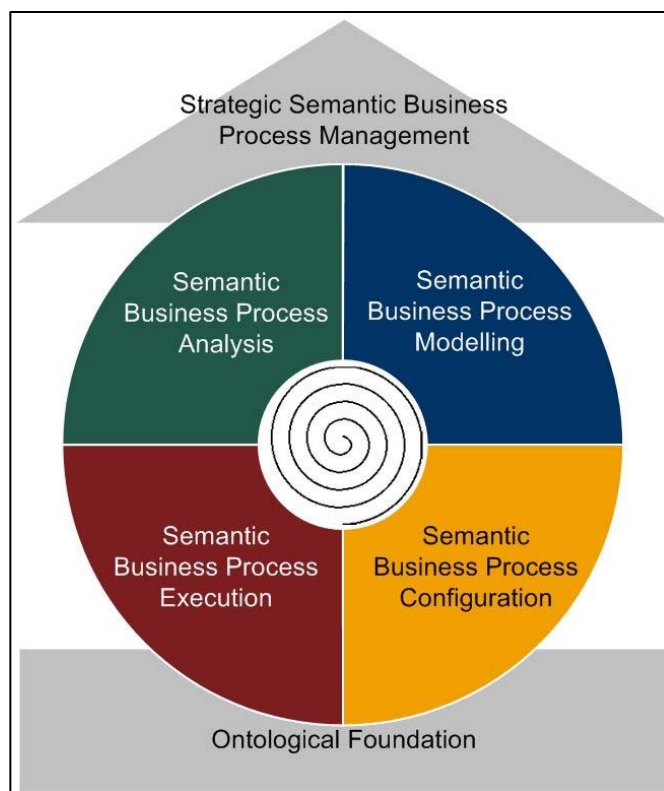 Strategic Semantic Business
Process Management
Semantic
Business Process
Analysis
Semantic
Business Process
Modelling
Semantic
Business Process
Execution
Semantic
Business Process
Configuration
Ontological Foundation